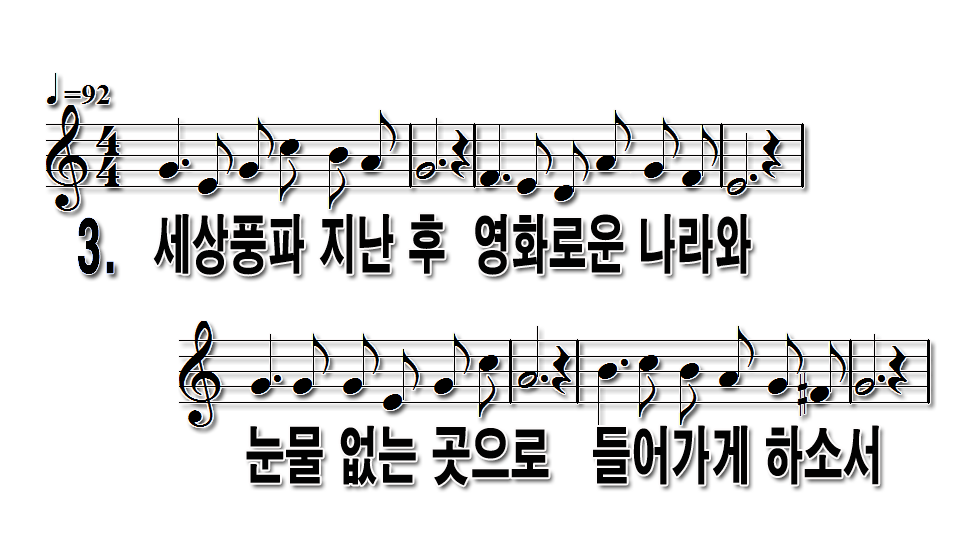 ♩=92
3. 세상풍파 지난 후 영화로운 나라와
눈물 없는 곳으로 들어가게 하소서